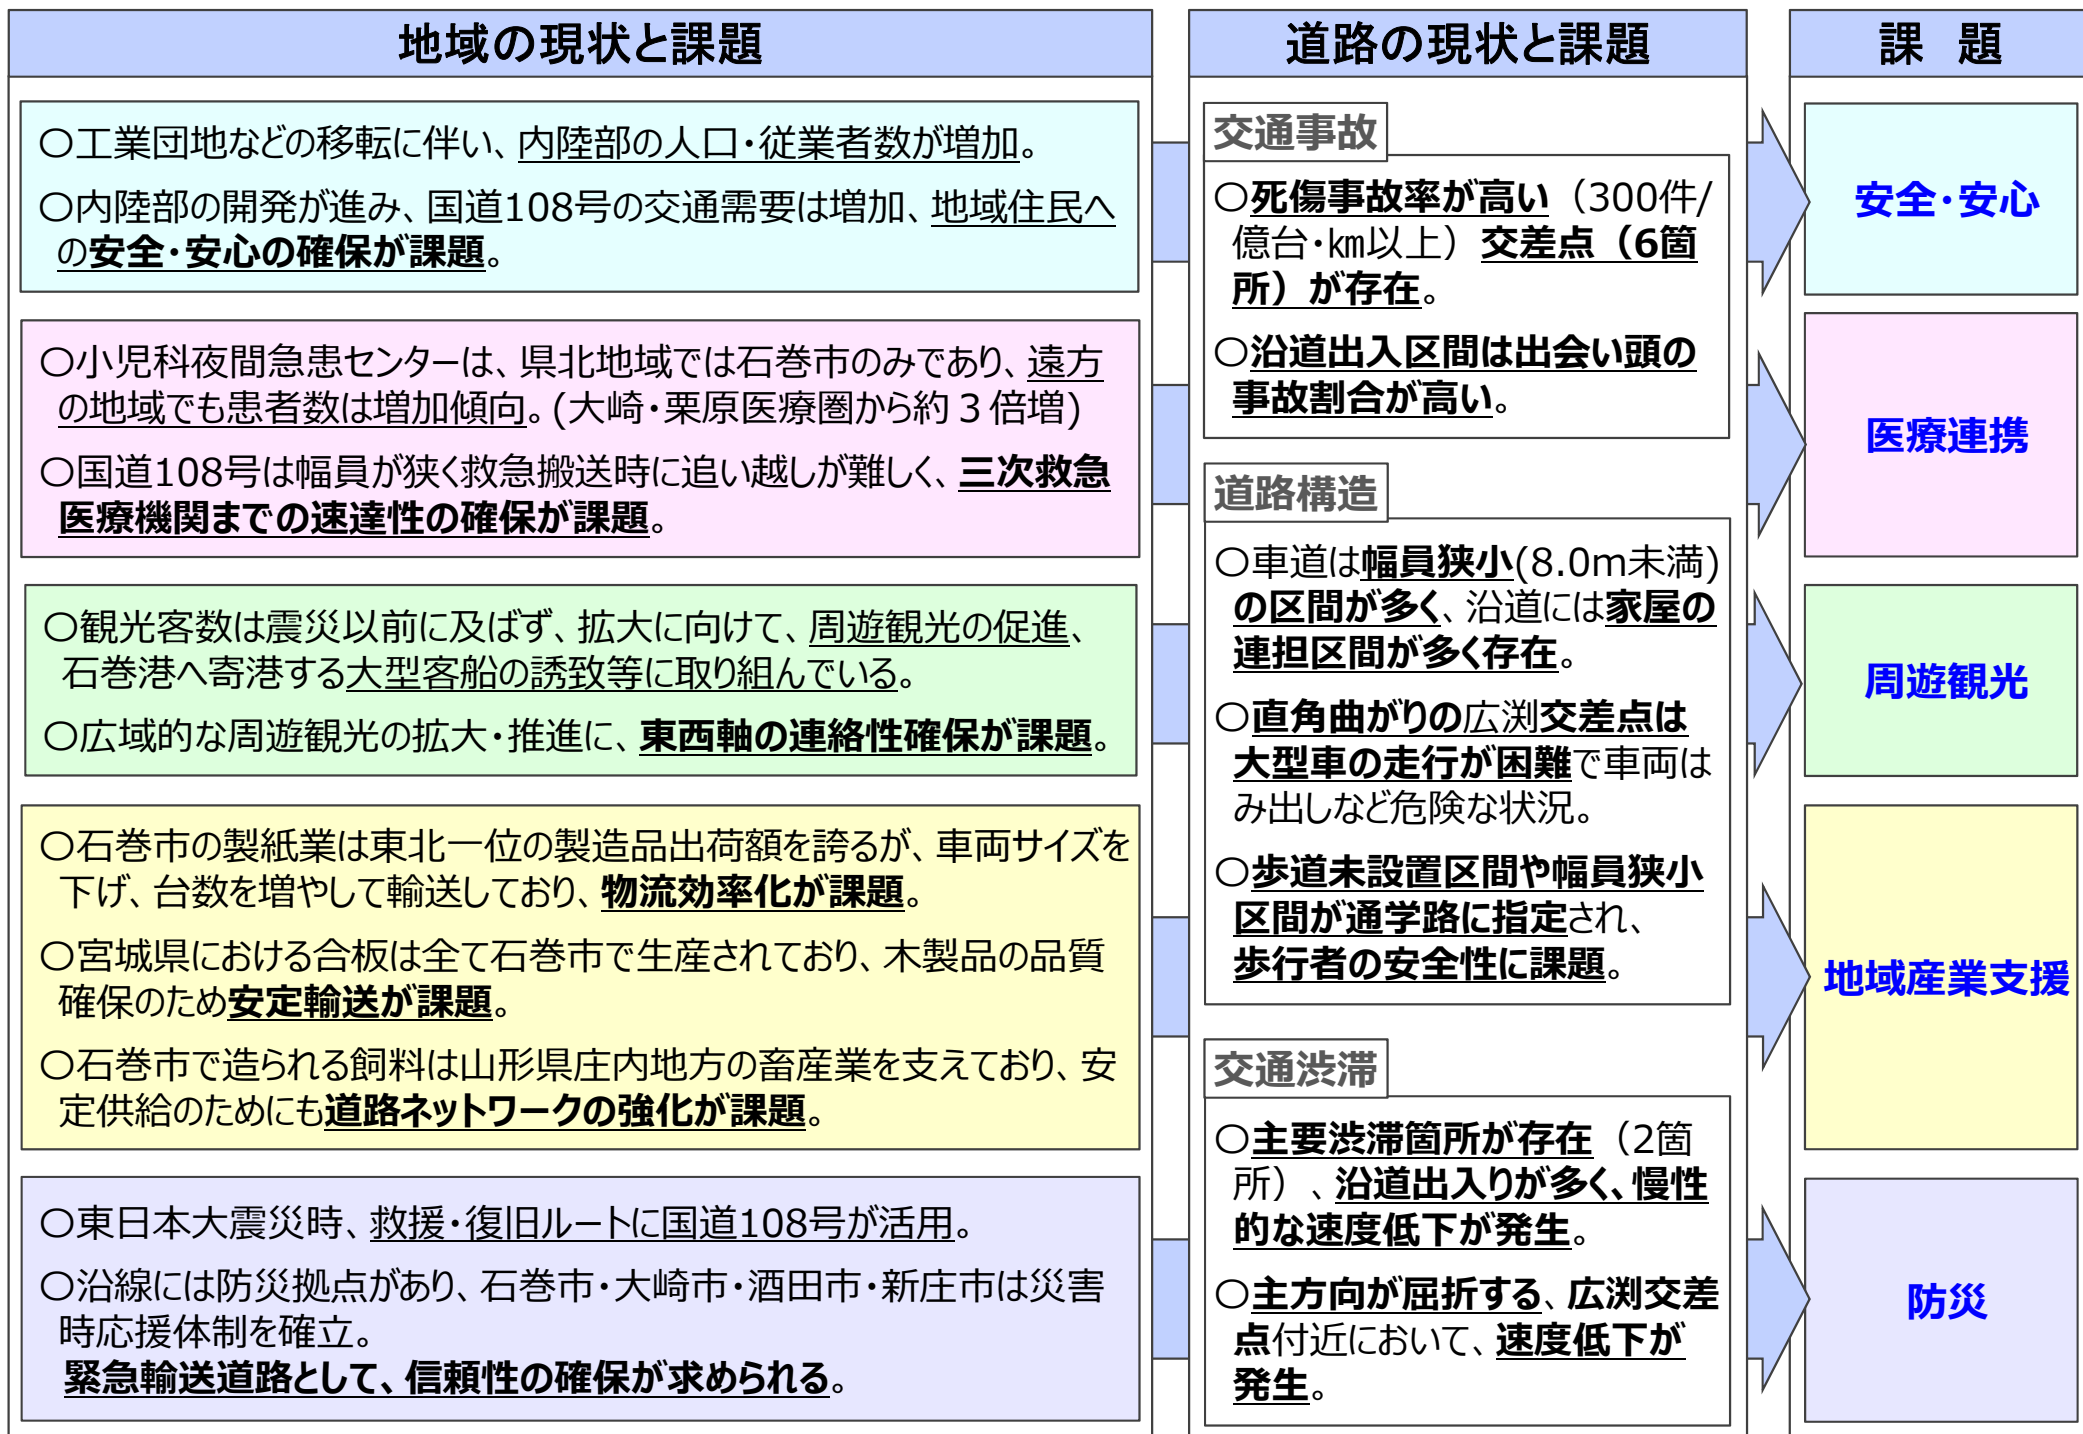 地域の現状と課題
〇工業団地などの移転に伴い、内陸部の人口・従業者数が増加。
〇内陸部の開発が進み、国道108号の交通需要は増加、地域住民へ
の安全・安心の確保が課題。
〇小児科夜間急患センターは、県北地域では石巻市のみであり、遠方
の地域でも患者数は増加傾向。(大崎・栗原医療圏から約３倍増)
〇国道108号は幅員が狭く救急搬送時に追い越しが難しく、三次救急
医療機関までの速達性の確保が課題。
〇観光客数は震災以前に及ばず、拡大に向けて、周遊観光の促進、
石巻港へ寄港する大型客船の誘致等に取り組んでいる。
〇広域的な周遊観光の拡大・推進に、東西軸の連絡性確保が課題。
〇石巻市の製紙業は東北一位の製造品出荷額を誇るが、車両サイズを
下げ、台数を増やして輸送しており、物流効率化が課題。
〇宮城県における合板は全て石巻市で生産されており、木製品の品質
確保のため安定輸送が課題。
〇石巻市で造られる飼料は山形県庄内地方の畜産業を支えており、安
定供給のためにも道路ネットワークの強化が課題。
〇東日本大震災時、救援・復旧ルートに国道108号が活用。
〇沿線には防災拠点があり、石巻市・大崎市・酒田市・新庄市は災害
時応援体制を確立。
緊急輸送道路として、信頼性の確保が求められる。
道路の現状と課題
交通事故
〇死傷事故率が高い（300件/
億台・㎞以上）交差点（6箇
所）が存在。
〇沿道出入区間は出会い頭の
事故割合が高い。
道路構造
〇車道は幅員狭小(8.0m未満)
の区間が多く、沿道には家屋の
連担区間が多く存在。
〇直角曲がりの広渕交差点は
大型車の走行が困難で車両は
み出しなど危険な状況。
〇歩道未設置区間や幅員狭小
区間が通学路に指定され、
歩行者の安全性に課題。
交通渋滞
〇主要渋滞箇所が存在（2箇
所）、沿道出入りが多く、慢性
的な速度低下が発生。
〇主方向が屈折する、広渕交差
点付近において、速度低下が
発生。
課　題
安全・安心
医療連携
周遊観光
地域産業支援
防災